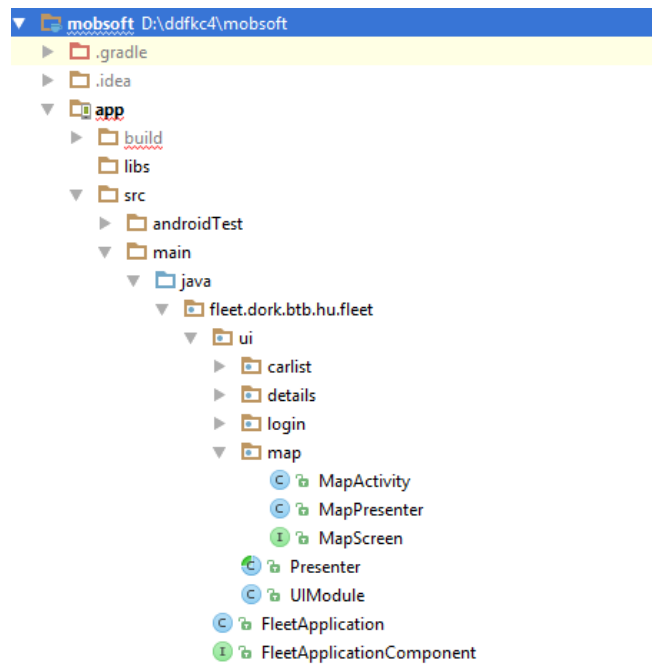 mobsoft D:\ddfkc4\mobsoft
.gradle
.idea
app
build
libs
src
androidTest
main
java
fleet.dork.btb.hu.fleet
ui
carlist
details
login
map
C MapActivity
C MapPresenter
I MapScreen
C Presenter
C UIModule
C FleetApplication
I FleetApplicationComponent